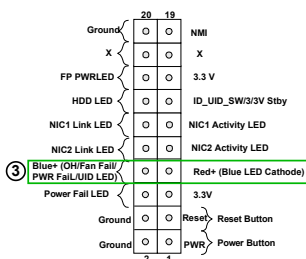 20 19
Ground NMI
X X
FP PWRLED 3.3 V
HDD LED ID_UID_SW/3/3V Stby
NIC1 Link LED NIC1 Activity LED
NIC2 Link LED NIC2 Activity LED
3 Blue+ (OH/Fan Fail/
PWR FaiL/UID LED) Red+ (Blue LED Cathode)
Power Fail LED 3.3V
Ground Reset Reset Button
Ground PWR Power Button
2 1